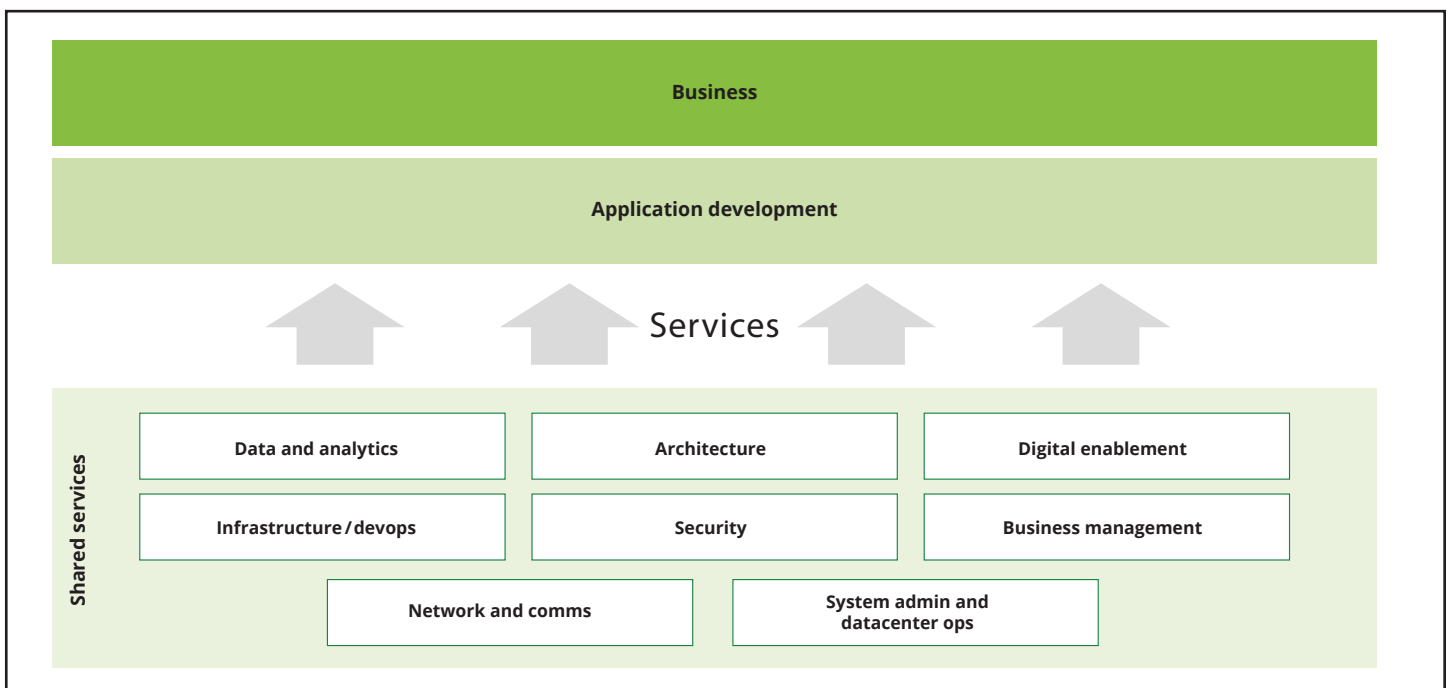 Business
Application development
Services
Shared services
Data and analytics
Architecture
Digital enablement
Infrastructure/devops
Security
Business management
Network and comms
System admin and
datacenter ops